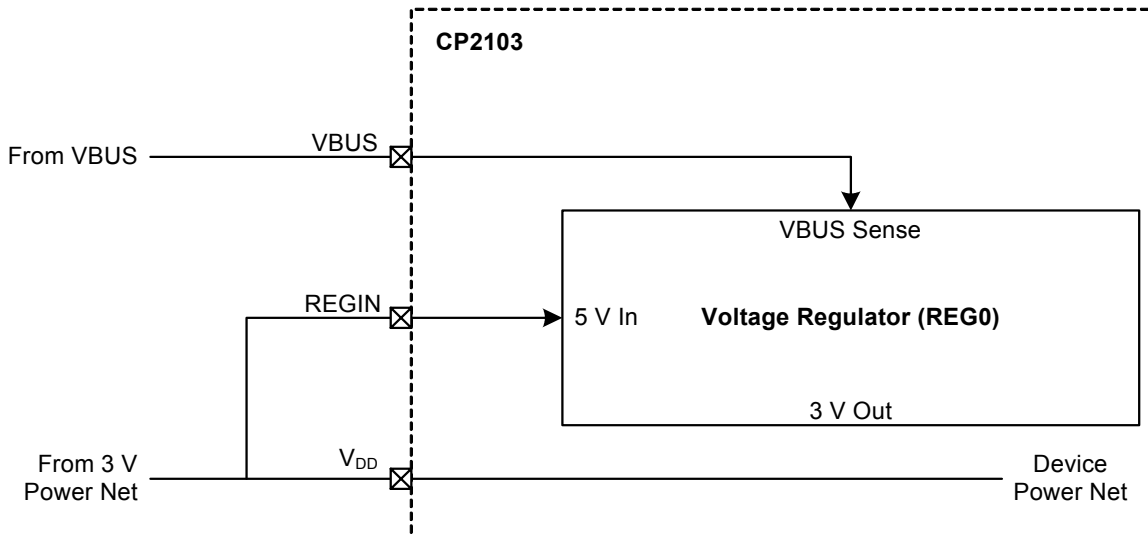 CP2103
From VBUS
VBUS
VBUS Sense
REGIN
5 V In
Voltage Regulator (REG0)
3 V Out
From 3 V
Power Net
VDD
Device
Power Net